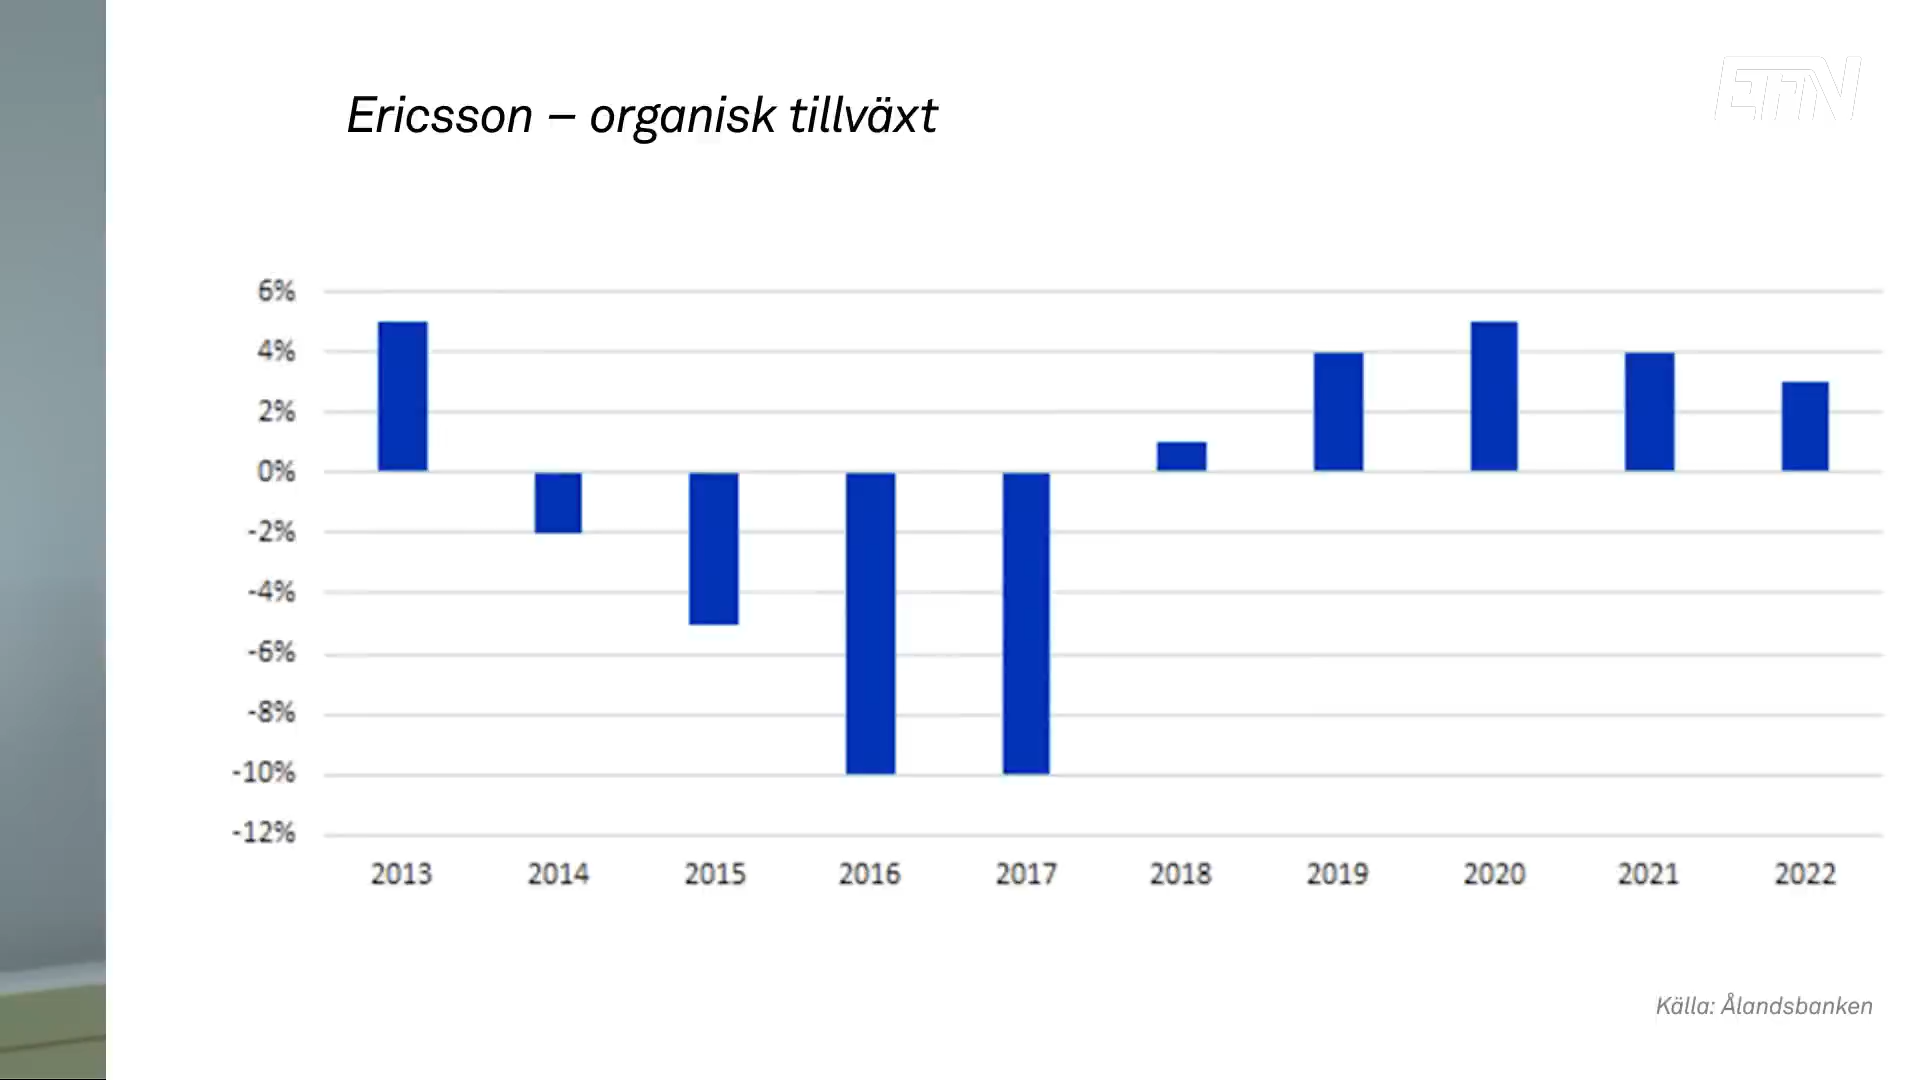 Ericsson – organisk tillväxt
EFN
6%
4%
2%
0%
-2%
-4%
-6%
-8%
-10%
-12%
2013 2014 2015 2016 2017 2018 2019 2020 2021 2022
Källa: Ålandsbanken